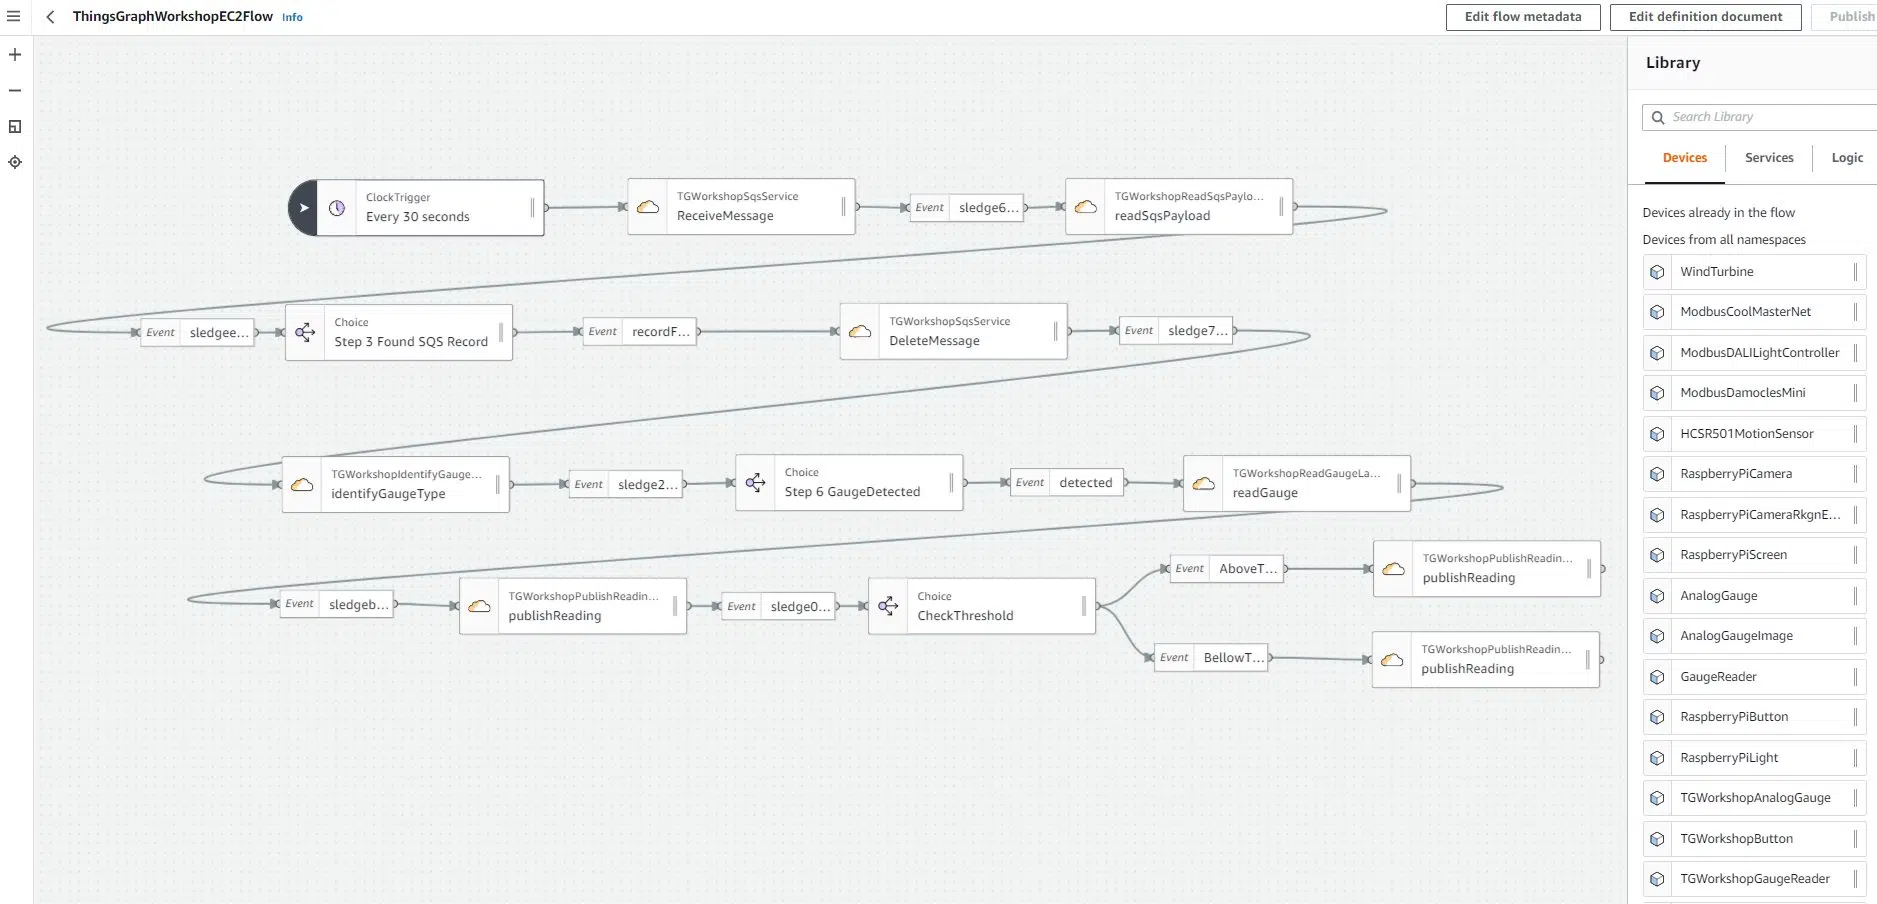 ThingsGraphWorkshopEC2Flow Info
Edit flow metadata
Edit definition document
Publish
ClockTrigger
Every 30 seconds
TGWorkshopSqsService
ReceiveMessage
Event sledge6...
TGWorkshopReadSqsPaylo...
readSqsPayload
Event sledgee...
Choice
Step 3 Found SQS Record
Event recordF...
TGWorkshopSqsService
DeleteMessage
Event sledge7...
TGWorkshopIdentifyGauge...
identifyGaugeType
Event sledge2...
Choice
Step 6 GaugeDetected
Event detected
TGWorkshopReadGaugeLa...
readGauge
Event sledgeb...
TGWorkshopPublishReadin...
publishReading
Event sledge0...
Choice
CheckThreshold
Event AboveT...
TGWorkshopPublishReadin...
publishReading
Event BellowT...
TGWorkshopPublishReadin...
publishReading
Library
Search Library
Devices
Services
Logic
Devices already in the flow
Devices from all namespaces
WindTurbine
ModbusCoolMasterNet
ModbusDALILightController
ModbusDamoclesMini
HCSR501MotionSensor
RaspberryPiCamera
RaspberryPiCameraRkgnE...
RaspberryPiScreen
AnalogGauge
AnalogGaugeImage
GaugeReader
RaspberryPiButton
RaspberryPiLight
TGWorkshopAnalogGauge
TGWorkshopButton
TGWorkshopGaugeReader